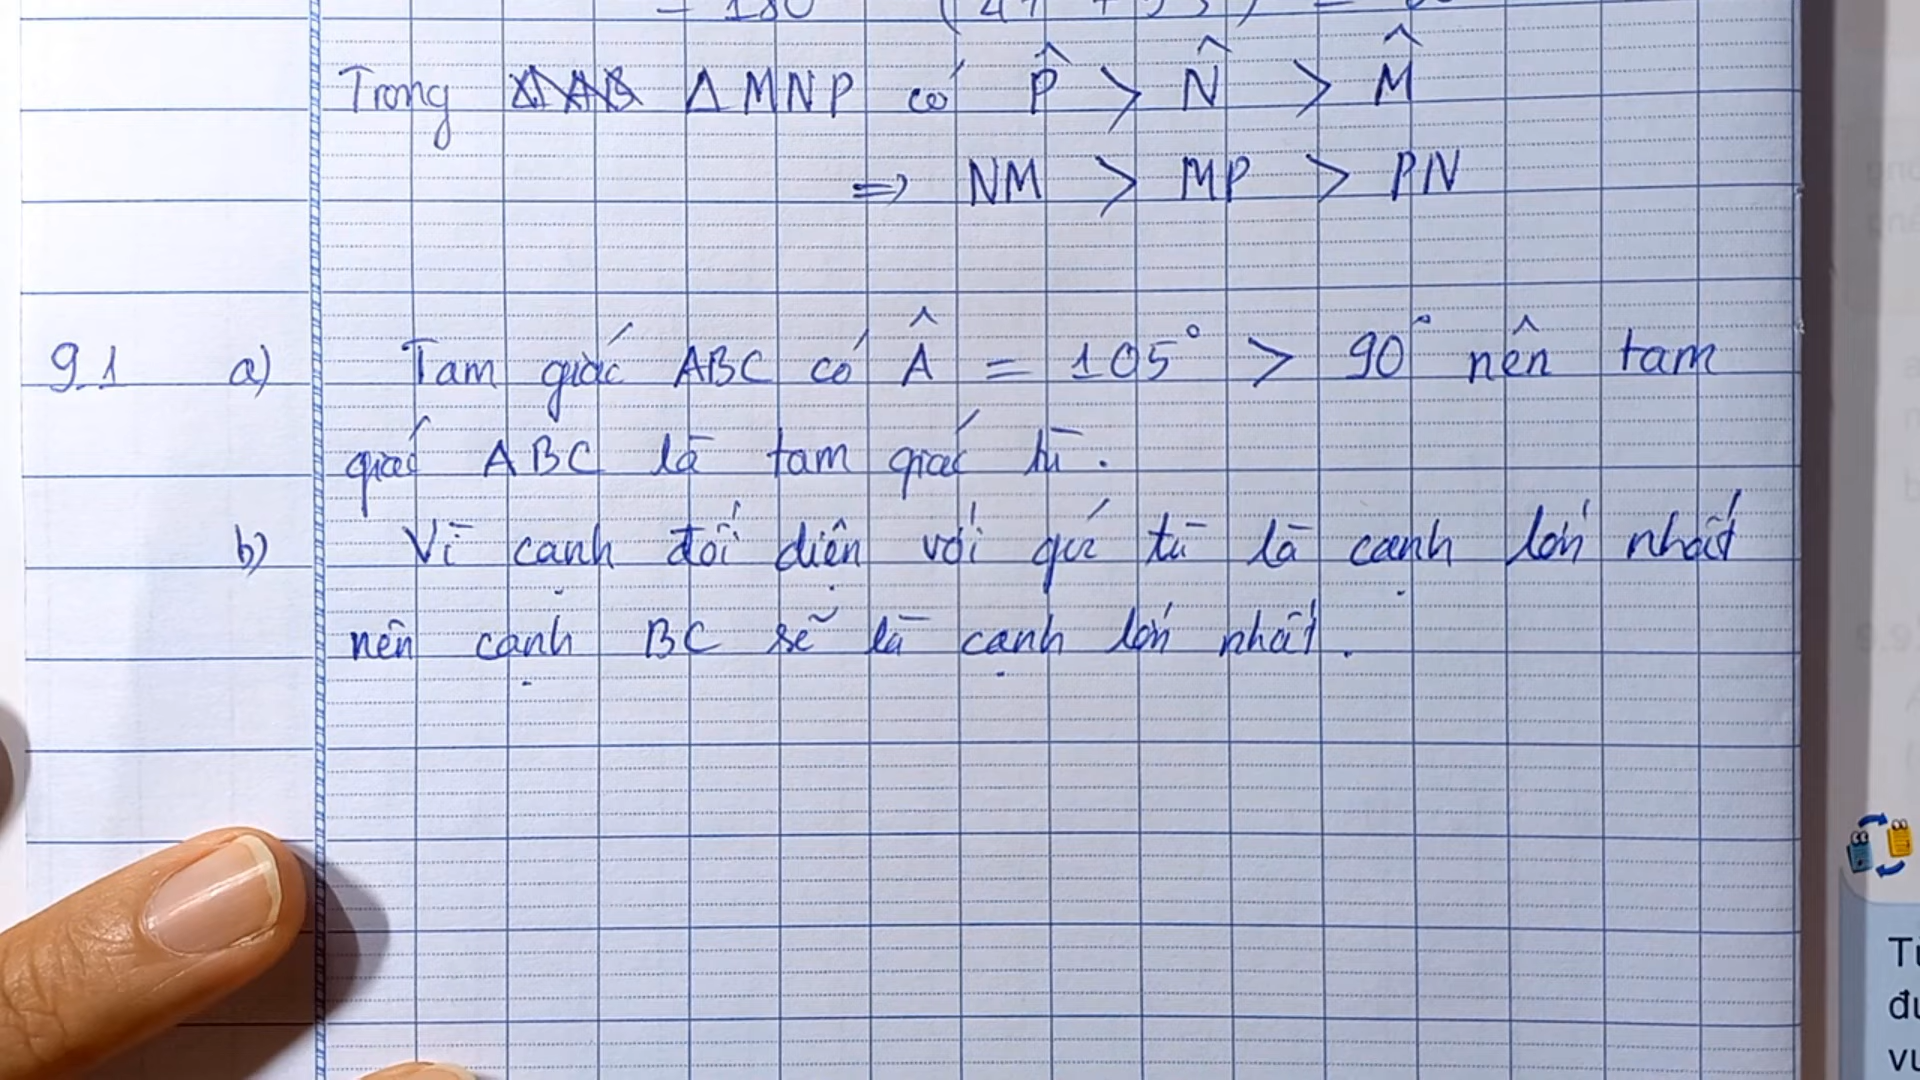 Trong △MNP có P̂ > N̂ > M̂
⇒ NM > MP > PN
9.1 a) Tam giác ABC có Â = 105° > 90° nên tam
giác ABC là tam giác tù.
b) Vì cạnh đối diện với góc tù là cạnh lớn nhất
nên cạnh BC sẽ là cạnh lớn nhất.